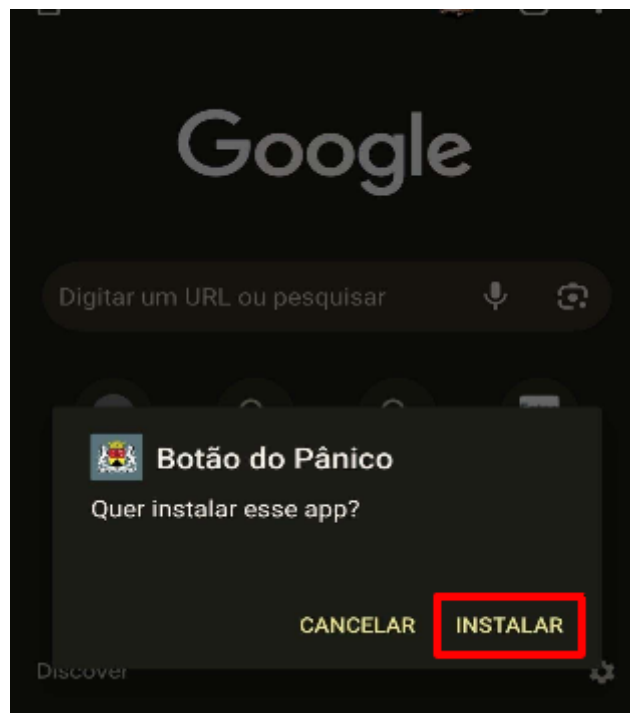 Google
Digitar um URL ou pesquisar
Botão do Pânico
Quer instalar esse app?
CANCELAR INSTALAR
Discover